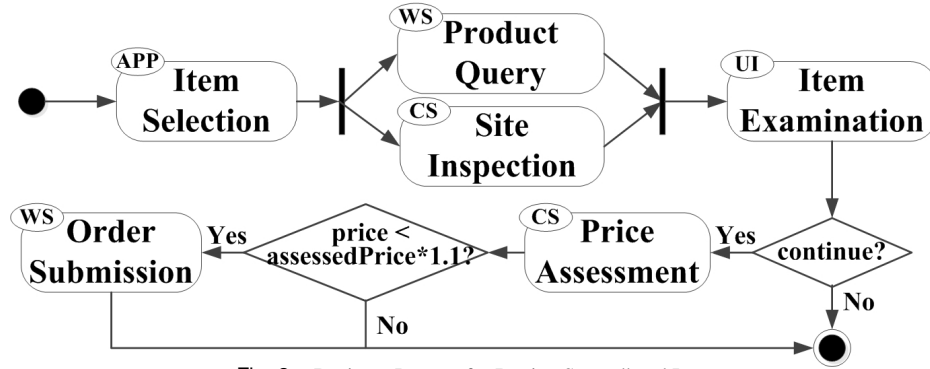 APP
Item
Selection
WS
Product
Query
CS
Site
Inspection
UI
Item
Examination
continue?
Yes
No
CS
Price
Assessment
price <
assessedPrice*1.1?
Yes
No
WS
Order
Submission